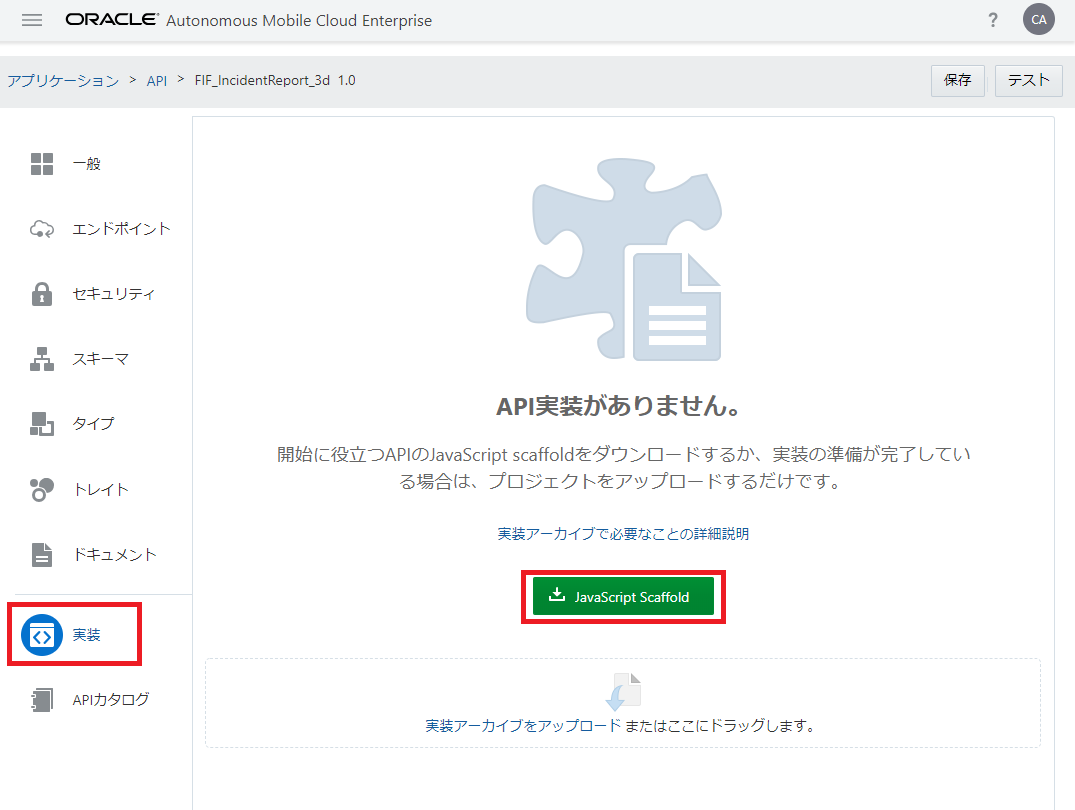 ORACLE® Autonomous Mobile Cloud Enterprise ? CA
アプリケーション > API > FIF_IncidentReport_3d 1.0 保存 テスト
一般
エンドポイント
セキュリティ
スキーマ
タイプ
トレイト
ドキュメント
実装
APIカタログ
API実装がありません。
開始に役立つAPIのJavaScript scaffoldをダウンロードするか、実装の準備が完了してい
る場合は、プロジェクトをアップロードするだけです。
実装アーカイブで必要なことの詳細説明
JavaScript Scaffold
実装アーカイブをアップロード またはここにドラッグします。